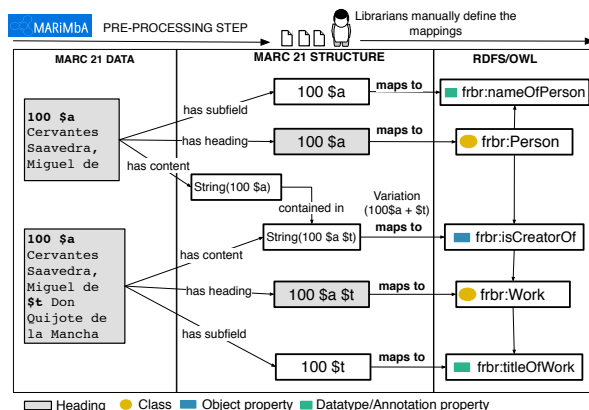 MARiMbA
PRE-PROCESSING STEP
Librarians manually define the
mappings
MARC 21 DATA
MARC 21 STRUCTURE
RDFS/OWL
100 $a
Cervantes
Saavedra,
Miguel de
has subfield
100 $a
maps to
frbr:nameOfPerson
has heading
100 $a
maps to
frbr:Person
has content
String(100 $a)
contained in
Variation
(100$a + $t)
String(100 $a $t)
maps to
frbr:isCreatorOf
100 $a
Cervantes
Saavedra,
Miguel de
$t Don
Quijote de
la Mancha
has content
has heading
100 $a $t
maps to
frbr:Work
has subfield
100 $t
maps to
frbr:titleOfWork
Heading
Class
Object property
Datatype/Annotation property